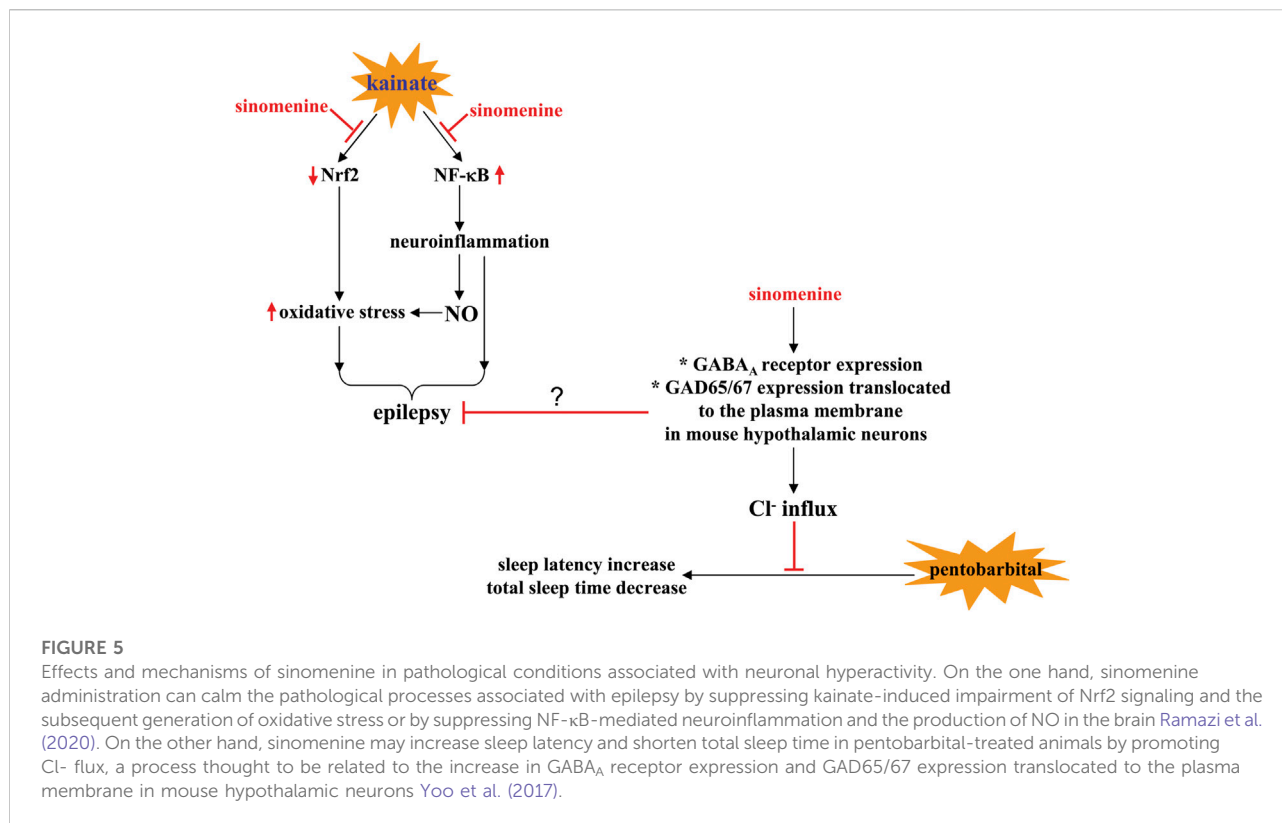 kainate
sinomenine
sinomenine
↓ Nrf2
NF-κB ↑
neuroinflammation
↑ oxidative stress
NO
epilepsy
?
sinomenine
* GABAA receptor expression
* GAD65/67 expression translocated
to the plasma membrane
in mouse hypothalamic neurons
Cl- influx
sleep latency increase
total sleep time decrease
pentobarbital
FIGURE 5
Effects and mechanisms of sinomenine in pathological conditions associated with neuronal hyperactivity. On the one hand, sinomenine
administration can calm the pathological processes associated with epilepsy by suppressing kainate-induced impairment of Nrf2 signaling and the
subsequent generation of oxidative stress or by suppressing NF-κB-mediated neuroinflammation and the production of NO in the brain Ramazi et al.
(2020). On the other hand, sinomenine may increase sleep latency and shorten total sleep time in pentobarbital-treated animals by promoting
Cl- flux, a process thought to be related to the increase in GABAA receptor expression and GAD65/67 expression translocated to the plasma
membrane in mouse hypothalamic neurons Yoo et al. (2017).